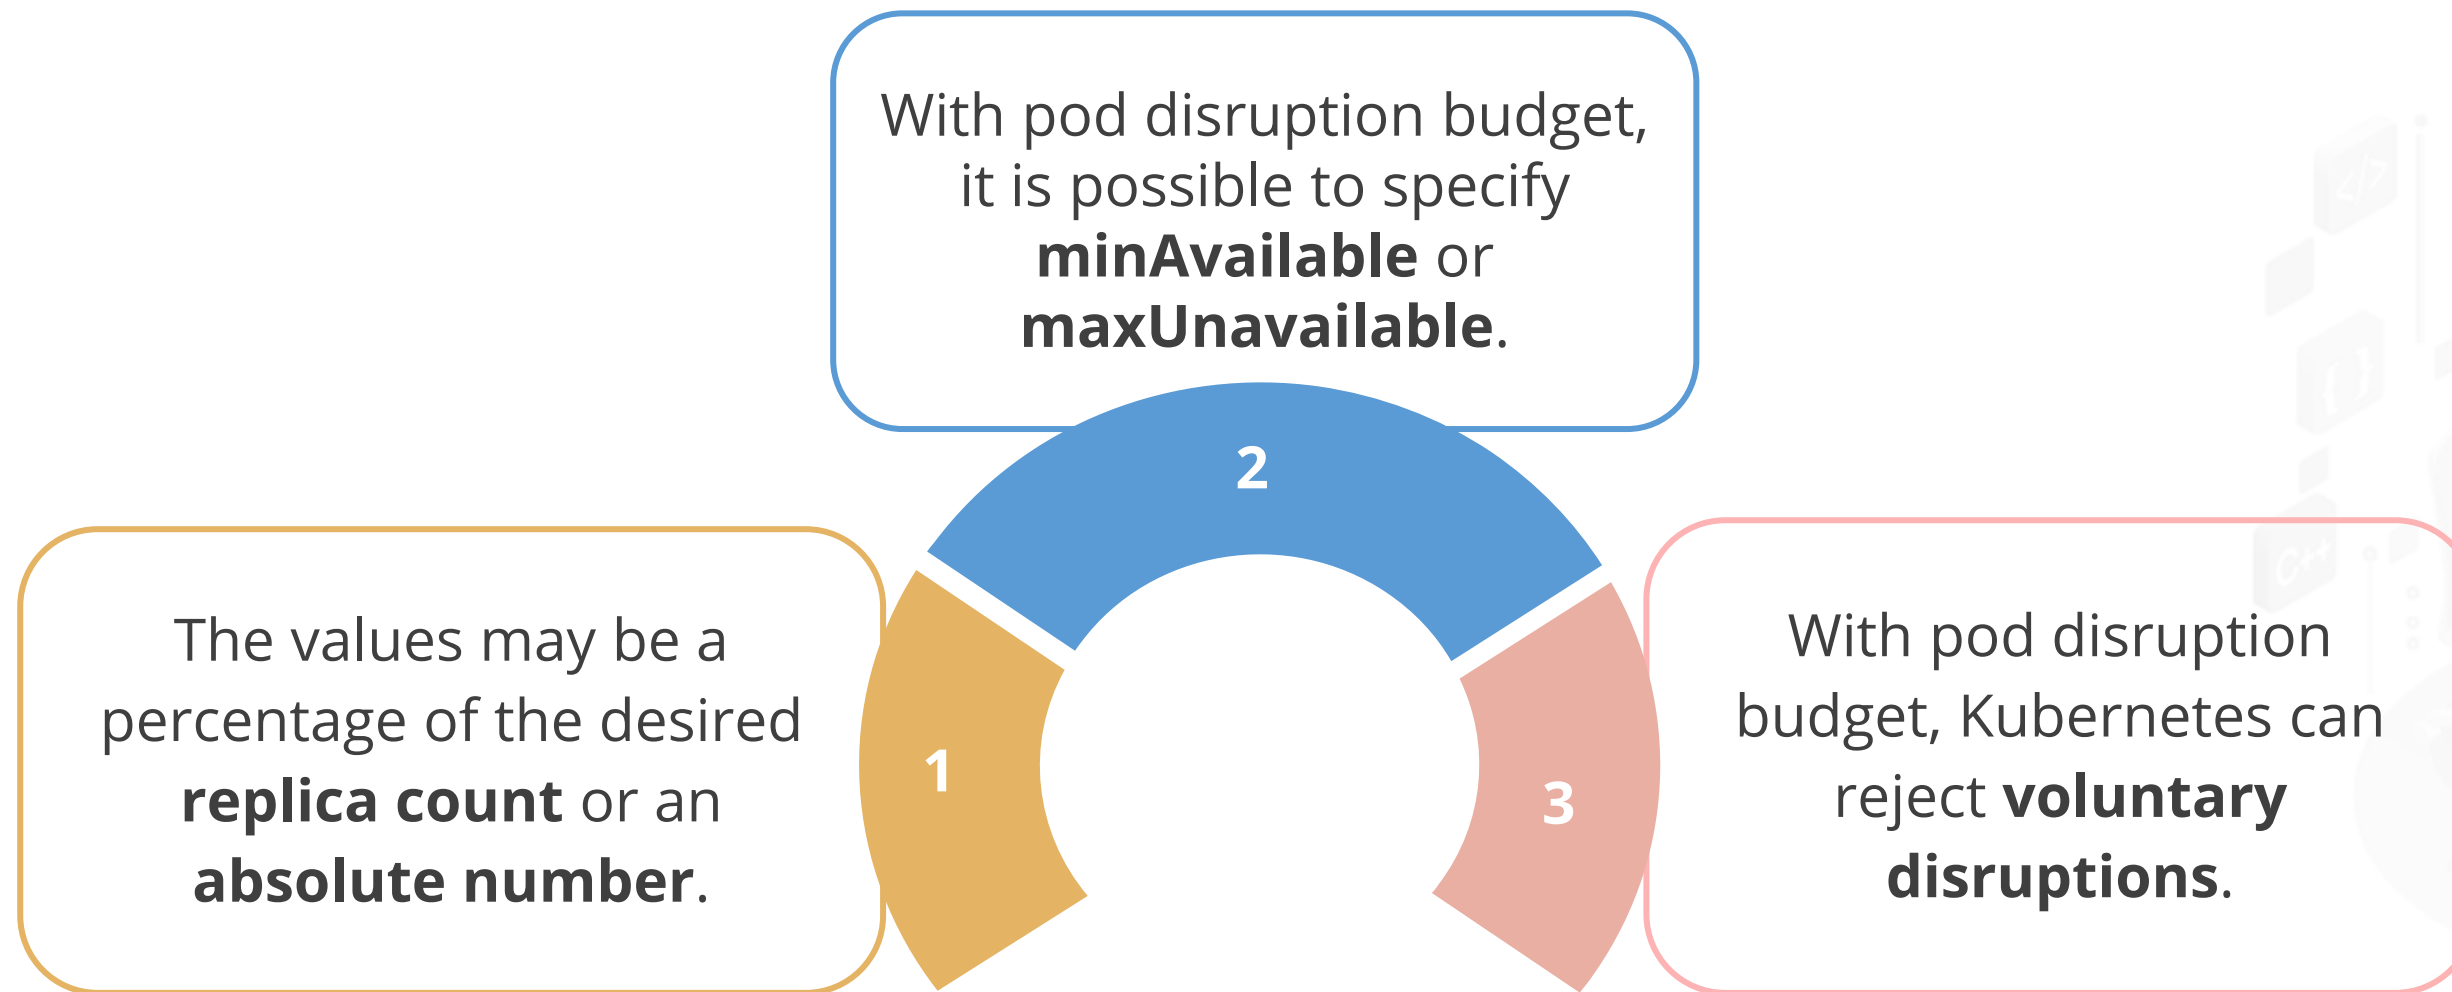 With pod disruption budget,
it is possible to specify
minAvailable or
maxUnavailable.
2
The values may be a
percentage of the desired
replica count or an
absolute number.
1
With pod disruption
budget, Kubernetes can
reject voluntary
disruptions.
3
</>
{ }
C++